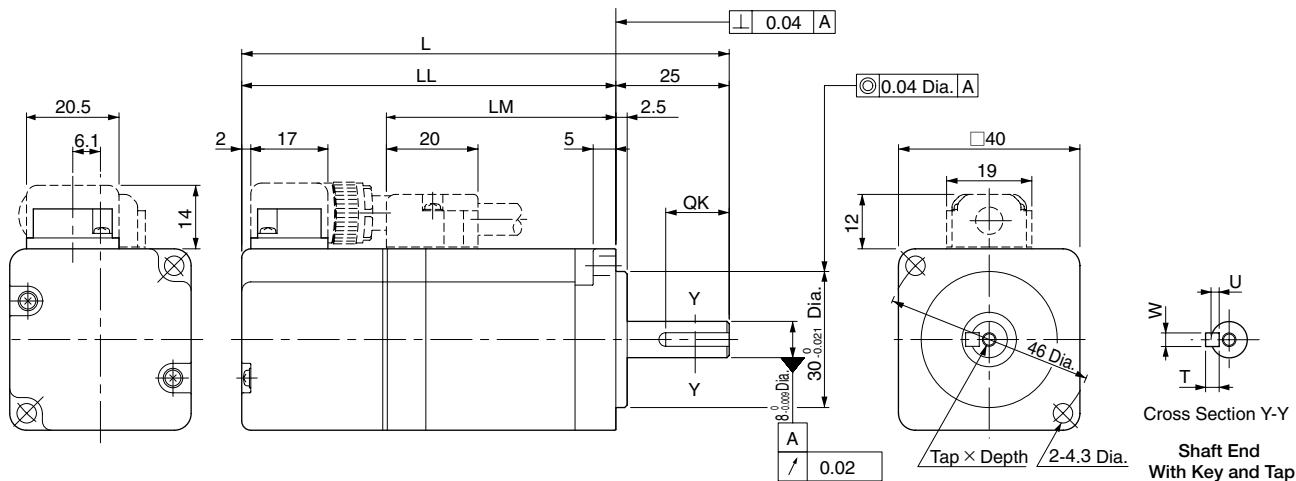 ⊥ 0.04 A
L
LL
25
◎ 0.04 Dia. A
20.5
LM
2.5
6.1
2
17
20
5
□40
19
14
QK
12
Y
Y
30 0 -0.021 Dia.
8 0 -0.009 Dia.
46 Dia.
U
W
T
Cross Section Y-Y
A
↗ 0.02
Tap × Depth
2-4.3 Dia.
Shaft End
With Key and Tap